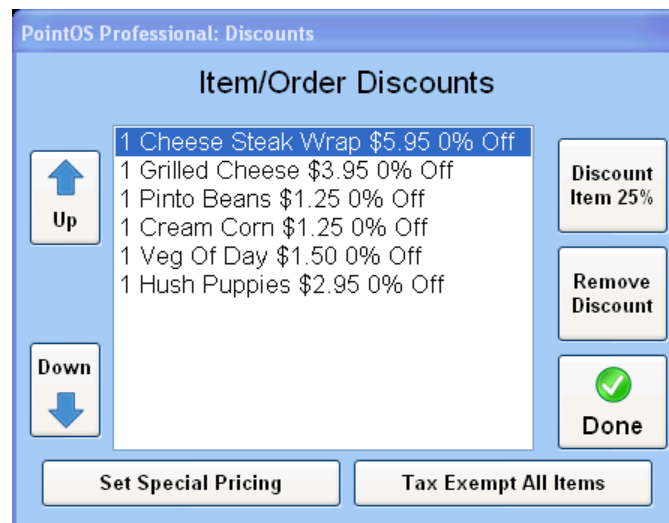 PointOS Professional: Discounts
Item/Order Discounts
1 Cheese Steak Wrap $5.95 0% Off
1 Grilled Cheese $3.95 0% Off
1 Pinto Beans $1.25 0% Off
1 Cream Corn $1.25 0% Off
1 Veg Of Day $1.50 0% Off
1 Hush Puppies $2.95 0% Off
Up
Down
Discount
Item 25%
Remove
Discount
Done
Set Special Pricing
Tax Exempt All Items